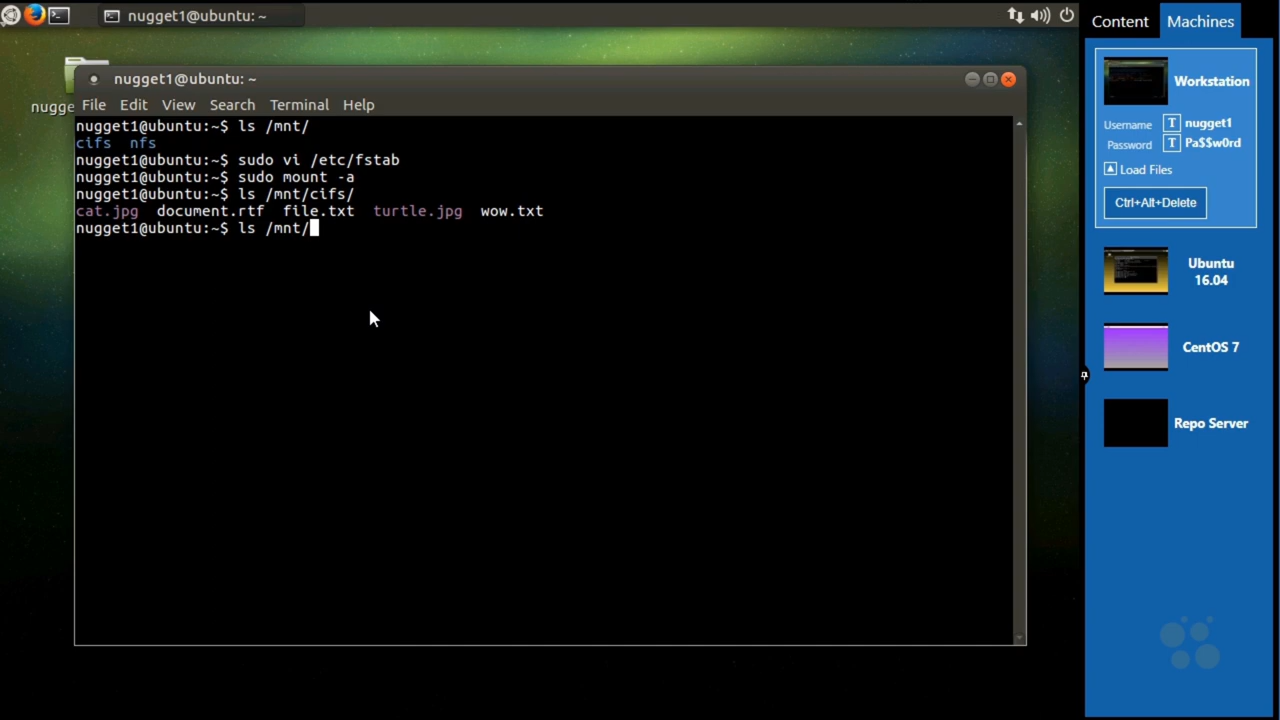 nugget1@ubuntu: ~
Content
Machines
nugge
nugget1@ubuntu: ~
File Edit View Search Terminal Help
nugget1@ubuntu:~$ ls /mnt/
cifs nfs
nugget1@ubuntu:~$ sudo vi /etc/fstab
nugget1@ubuntu:~$ sudo mount -a
nugget1@ubuntu:~$ ls /mnt/cifs/
cat.jpg document.rtf file.txt turtle.jpg wow.txt
nugget1@ubuntu:~$ ls /mnt/
Workstation
Username T nugget1
Password T Pa$$w0rd
Load Files
Ctrl+Alt+Delete
Ubuntu
16.04
CentOS 7
Repo Server